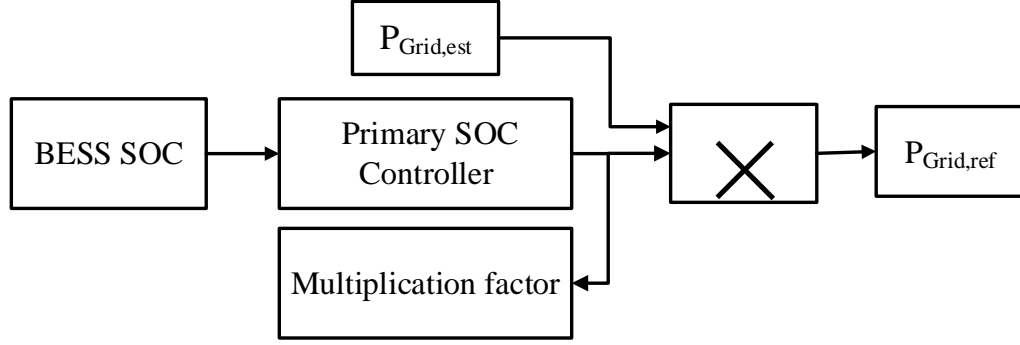 P_Grid,est
BESS SOC
Primary SOC
Controller
P_Grid,ref
Multiplication factor